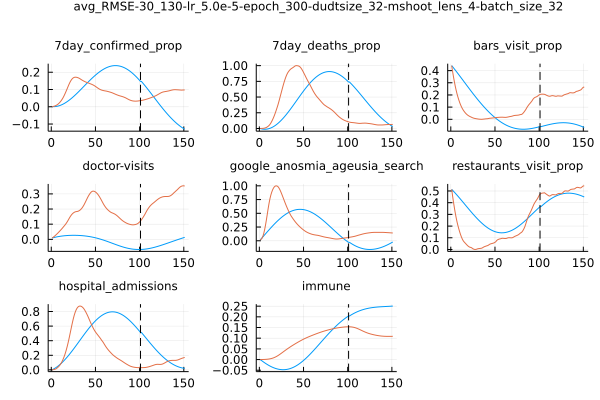 avg_RMSE-30_130-lr_5.0e-5-epoch_300-dudtsize_32-mshoot_lens_4-batch_size_32
7day_confirmed_prop
7day_deaths_prop
bars_visit_prop
0.2
0.1
0.0
−0.1
0 50 100 150
1.00
0.75
0.50
0.25
0.00
0 50 100 150
0.4
0.3
0.2
0.1
0.0
0 50 100 150
doctor-visits
google_anosmia_ageusia_search
restaurants_visit_prop
0.3
0.2
0.1
0.0
0 50 100 150
1.00
0.75
0.50
0.25
0.00
0 50 100 150
0.5
0.4
0.3
0.2
0.1
0.0
0 50 100 150
hospital_admissions
immune
0.8
0.6
0.4
0.2
0.0
0 50 100 150
0.25
0.20
0.15
0.10
0.05
0.00
−0.05
0 50 100 150